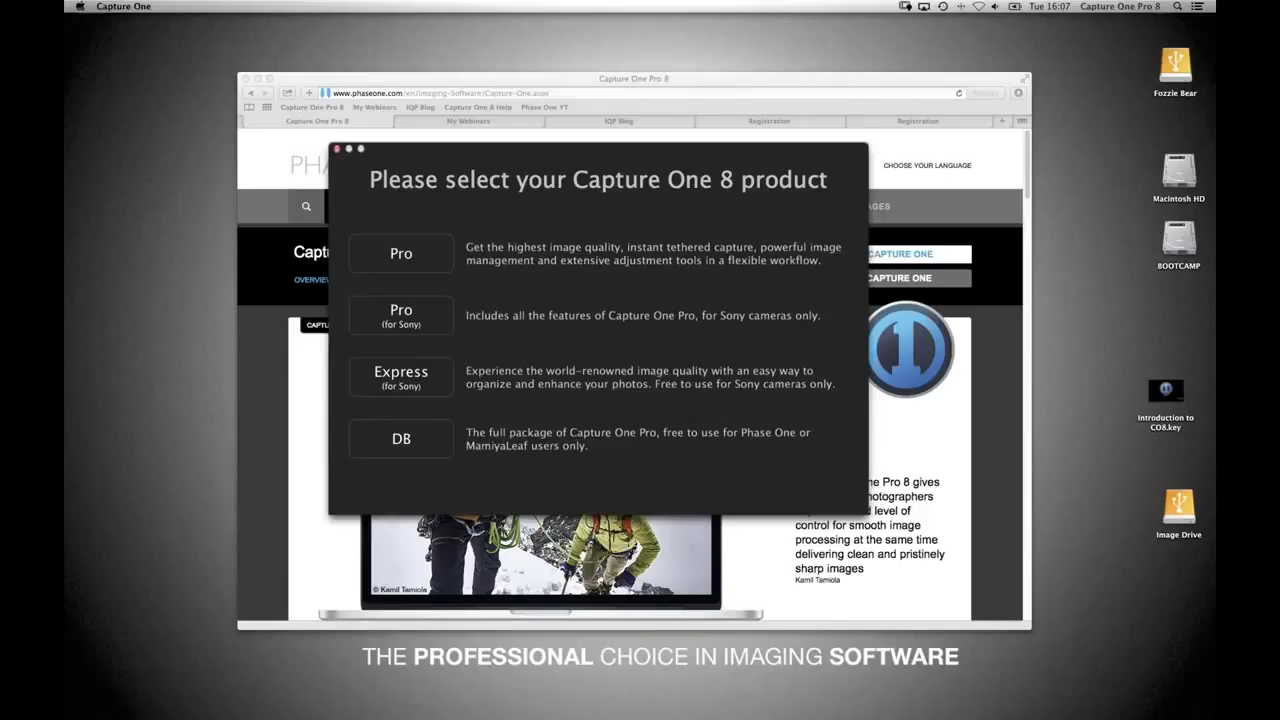 Capture One
Tue 16:07
Capture One Pro 8
Capture One Pro 8
www.phaseone.com/en/Imaging-Software/Capture-One.aspx
Capture One Pro 8
My Webinars
IQP Blog
Capture One 8 Help
Phase One YT
Capture One Pro 8
My Webinars
IQP Blog
Registration
Registration
CHOOSE YOUR LANGUAGE
Please select your Capture One 8 product
Pro
Get the highest image quality, instant tethered capture, powerful image
management and extensive adjustment tools in a flexible workflow.
Pro
(for Sony)
Includes all the features of Capture One Pro, for Sony cameras only.
Express
(for Sony)
Experience the world-renowned image quality with an easy way to
organize and enhance your photos. Free to use for Sony cameras only.
DB
The full package of Capture One Pro, free to use for Phase One or
MamiyaLeaf users only.
CAPTURE ONE
CAPTURE ONE
1
ne Pro 8 gives
hotographers
d level of
control for smooth image
processing at the same time
delivering clean and pristinely
sharp images
Kamil Tamiola
© Kamil Tamiola
Fozzie Bear
Macintosh HD
BOOTCAMP
Introduction to
CO8.key
Image Drive
THE PROFESSIONAL CHOICE IN IMAGING SOFTWARE